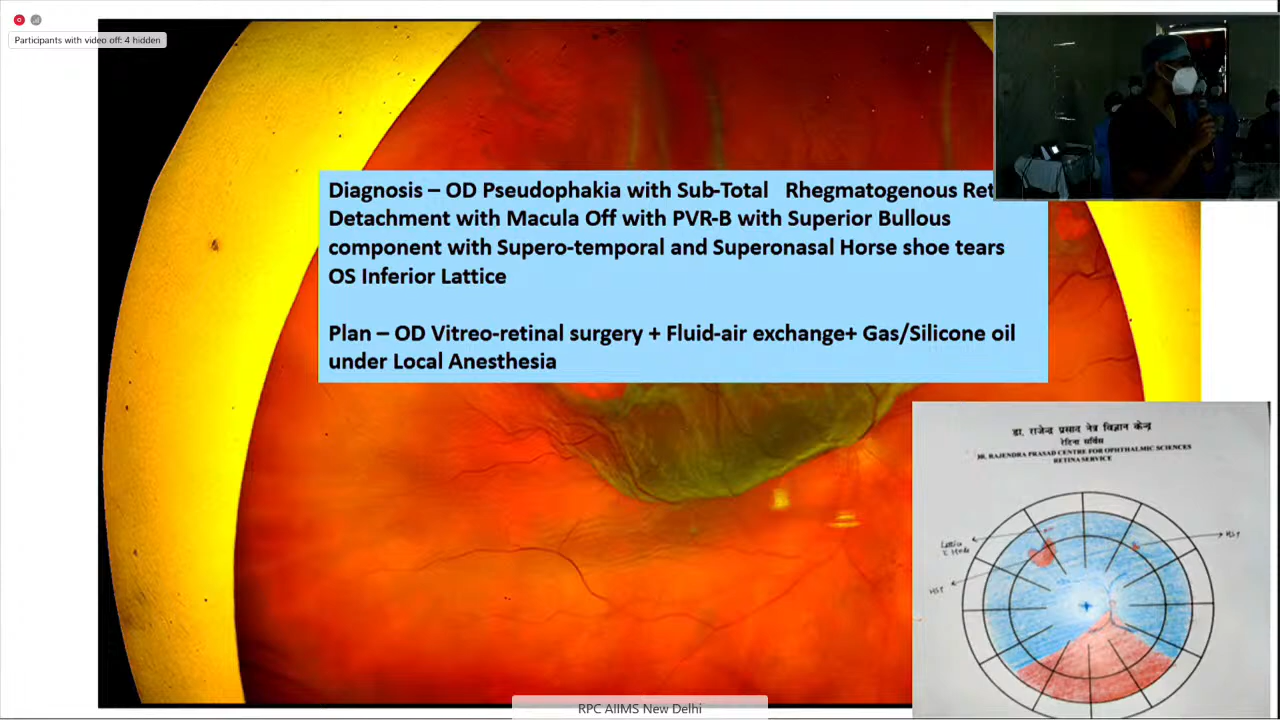 Participants with video off: 4 hidden
Diagnosis – OD Pseudophakia with Sub-Total Rhegmatogenous Ret
Detachment with Macula Off with PVR-B with Superior Bullous
component with Supero-temporal and Superonasal Horse shoe tears
OS Inferior Lattice
Plan – OD Vitreo-retinal surgery + Fluid-air exchange+ Gas/Silicone oil
under Local Anesthesia
डा. राजेन्द्र प्रसाद नेत्र विज्ञान केन्द्र
रेटिना सर्विस
DR. RAJENDRA PRASAD CENTRE FOR OPHTHALMIC SCIENCES
RETINA SERVICE
Lattice
HST
HST
RPC AIIMS New Delhi